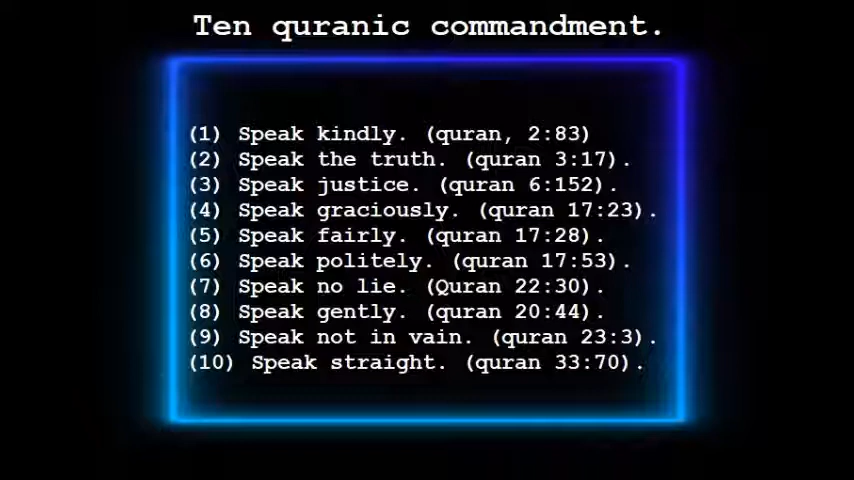 Ten quranic commandment.
(1) Speak kindly. (quran, 2:83)
(2) Speak the truth. (quran 3:17).
(3) Speak justice. (quran 6:152).
(4) Speak graciously. (quran 17:23).
(5) Speak fairly. (quran 17:28).
(6) Speak politely. (quran 17:53).
(7) Speak no lie. (Quran 22:30).
(8) Speak gently. (quran 20:44).
(9) Speak not in vain. (quran 23:3).
(10) Speak straight. (quran 33:70).